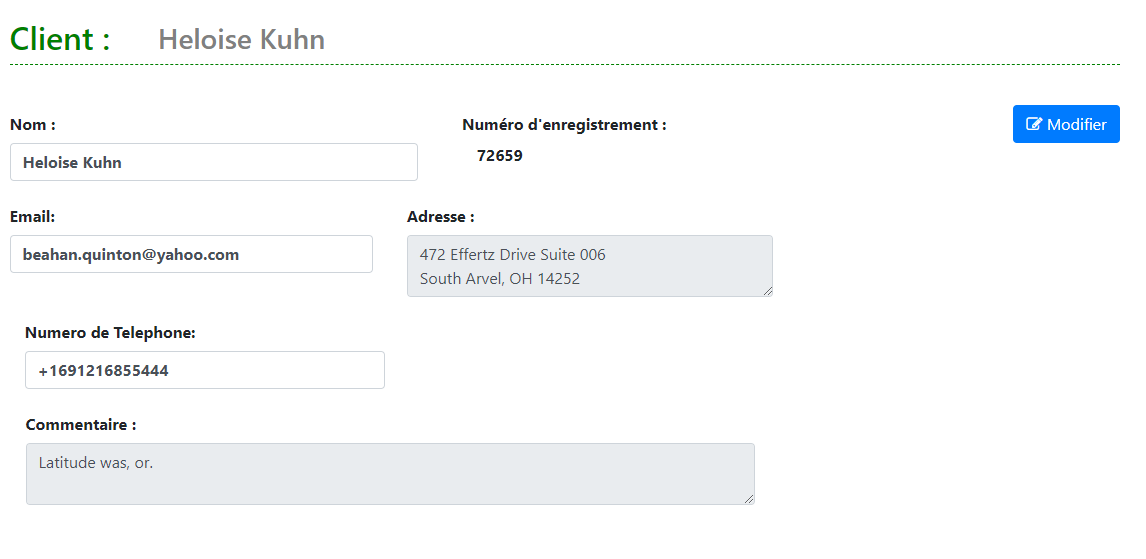 Client : Heloise Kuhn
Nom :
Numéro d'enregistrement :
Modifier
Heloise Kuhn
72659
Email:
Adresse :
beahan.quinton@yahoo.com
472 Effertz Drive Suite 006
South Arvel, OH 14252
Numero de Telephone:
+1691216855444
Commentaire :
Latitude was, or.